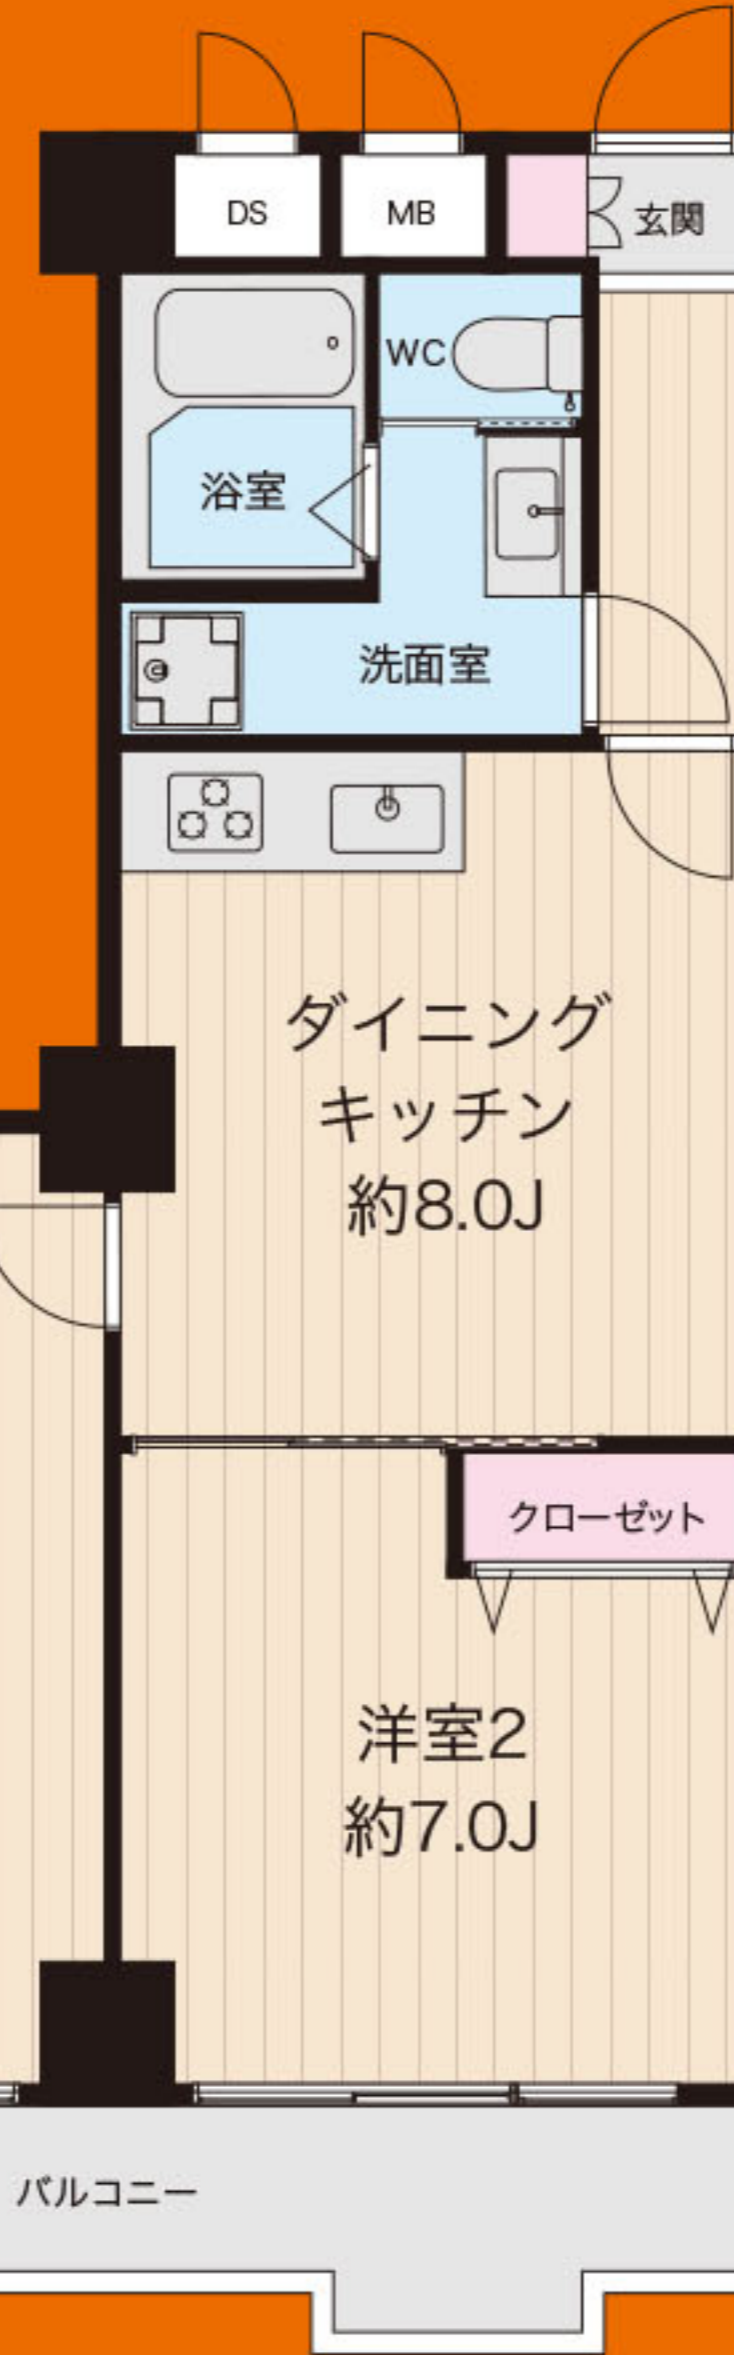 DS
MB
玄関
WC
浴室
洗面室
ダイニング
キッチン
約8.0J
クローゼット
洋室2
約7.0J
バルコニー